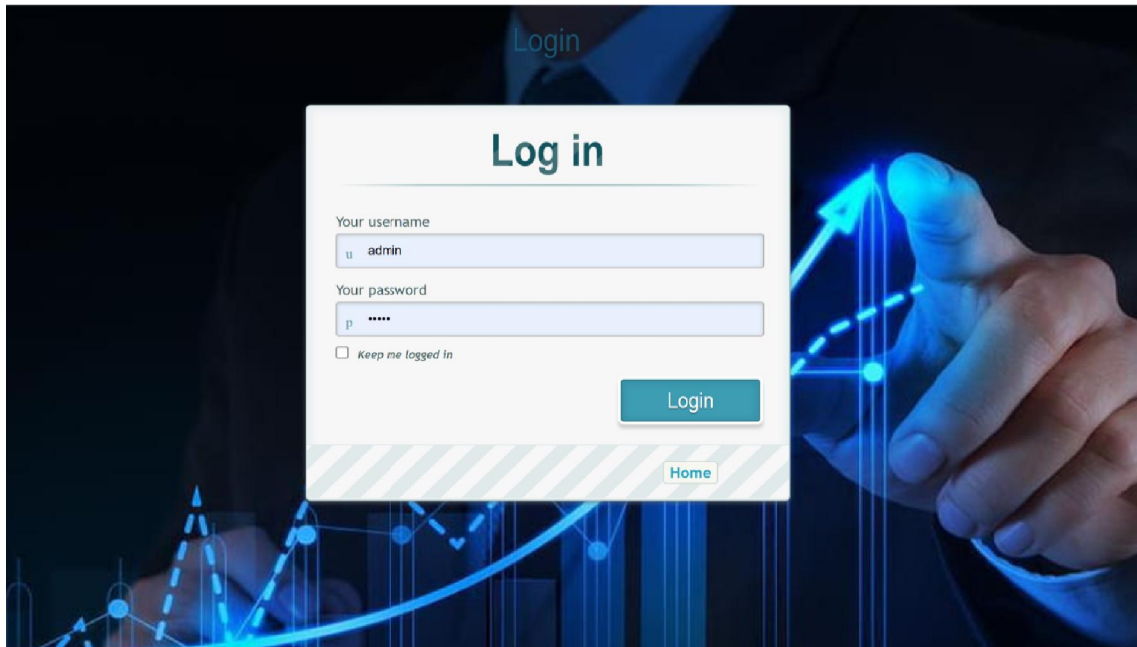 Login
Log in
Your username
u admin
Your password
p •••••
Keep me logged in
Login
Home